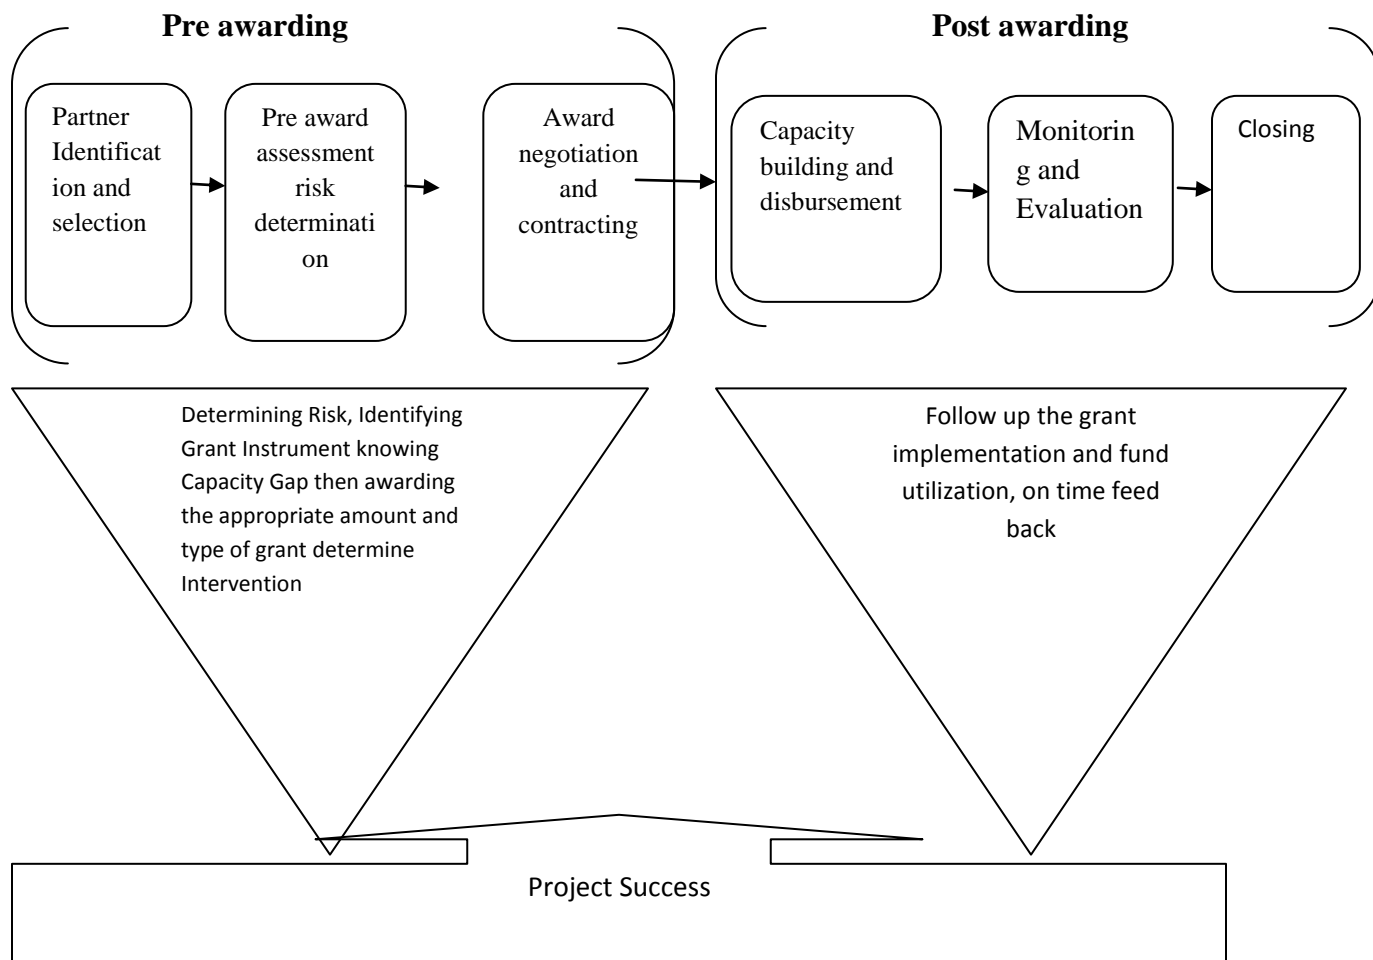 Pre awarding
Post awarding
Partner
Identificat
ion and
selection
Pre award
assessment
risk
determinati
on
Award
negotiation
and
contracting
Capacity
building and
disbursement
Monitorin
g and
Evaluation
Closing
Determining Risk, Identifying
Grant Instrument knowing
Capacity Gap then awarding
the appropriate amount and
type of grant determine
Intervention
Follow up the grant
implementation and fund
utilization, on time feed
back
Project Success